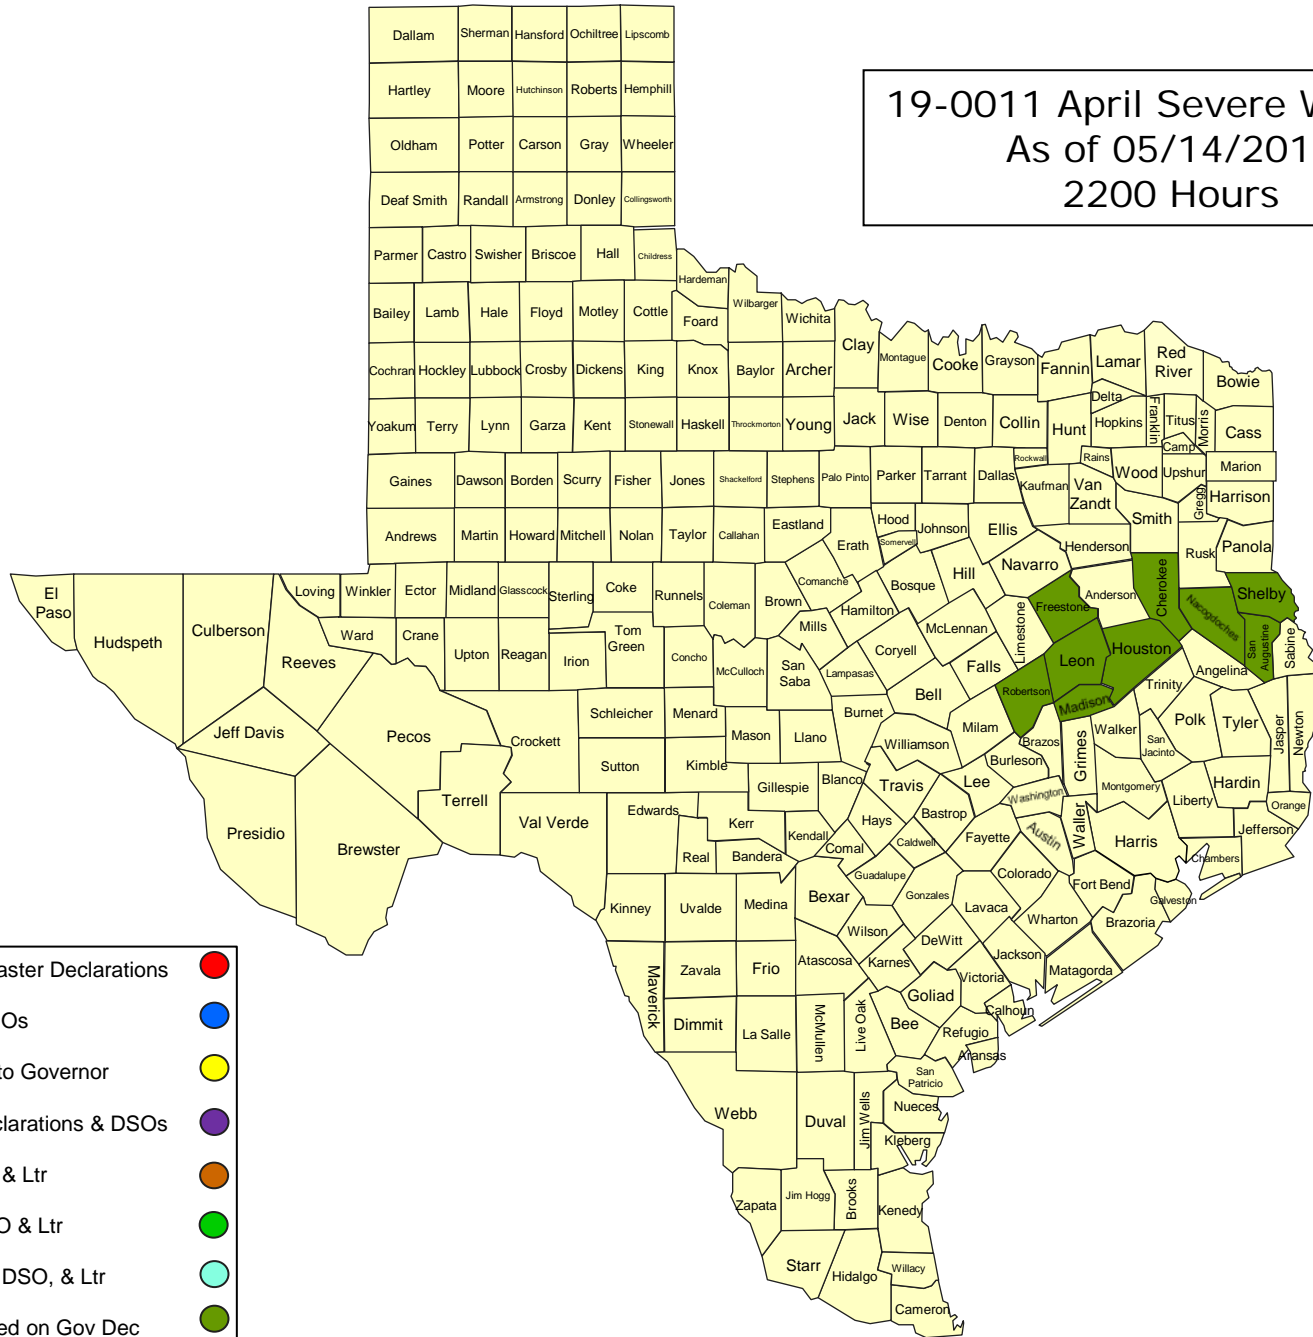 Dallam Sherman Hansford Ochiltree Lipscomb
Hartley Moore Hutchinson Roberts Hemphill
19-0011 April Severe
As of 05/14/201
2200 Hours
Oldham Potter Carson Gray Wheeler
Deaf Smith Randall Armstrong Donley Collingsworth
Parmer Castro Swisher Briscoe Hall Childress
Hardeman
Bailey Lamb Hale Floyd Motley Cottle Foard Wilbarger Wichita
Clay Montague Cooke Grayson Fannin Lamar Red River Bowie
Cochran Hockley Lubbock Crosby Dickens King Knox Baylor Archer
Delta
Yoakum Terry Lynn Garza Kent Stonewall Haskell Throckmorton Young Jack Wise Denton Collin Hunt Hopkins Franklin Titus Morris Cass
Camp
Rockwall Rains
Gaines Dawson Borden Scurry Fisher Jones Shackelford Stephens Palo Pinto Parker Tarrant Dallas Kaufman Van Zandt Wood Upshur Marion
Gregg Harrison
Andrews Martin Howard Mitchell Nolan Taylor Callahan Eastland Erath Hood Somervell Johnson Ellis Henderson Smith Rusk Panola
El Paso Hudspeth Culberson Loving Winkler Ector Midland Glasscock Sterling Coke Runnels Coleman Brown Comanche Hamilton Bosque Hill Navarro Freestone Anderson Cherokee Nacogdoches Shelby
Reeves Ward Crane Upton Reagan Irion Tom Green Concho McCulloch San Saba Mills Lampasas Coryell McLennan Falls Limestone Leon Houston Angelina San Augustine Sabine
Jeff Davis Pecos Crockett Schleicher Menard Mason Llano Burnet Bell Milam Robertson Madison Trinity Polk Tyler Jasper Newton
Sutton Kimble Gillespie Blanco Williamson Burleson Brazos Grimes Walker San Jacinto
Presidio Brewster Terrell Val Verde Edwards Kerr Kendall Hays Travis Bastrop Lee Washington Waller Montgomery Liberty Hardin Orange
Real Bandera Comal Caldwell Fayette Austin Harris Chambers Jefferson
Kinney Uvalde Medina Bexar Guadalupe Gonzales Lavaca Colorado Fort Bend Galveston
Wharton Brazoria
Maverick Zavala Frio Atascosa Wilson Karnes DeWitt Jackson Matagorda
Victoria
Dimmit La Salle McMullen Live Oak Bee Goliad Refugio Calhoun
Aransas
San Patricio
Webb Duval Jim Wells Nueces
Kleberg
Zapata Jim Hogg Brooks Kenedy
Starr Hidalgo Willacy
Cameron
aster Declarations
Os
to Governor
clarations & DSOs
& Ltr
O & Ltr
DSO, & Ltr
ed on Gov Dec